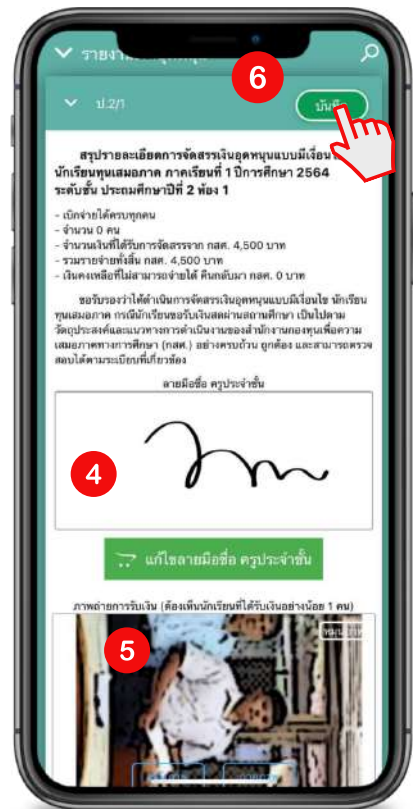 6
ป.2/1
สรุปรายละเอียดการจัดสรรเงินอุดหนุนแบบมีเงื่อนไข
นักเรียนทุนเสมอภาค ภาคเรียนที่ 1 ปีการศึกษา 2564
ระดับชั้น ประถมศึกษาปีที่ 2 ห้อง 1
- เบิกจ่ายได้ครบทุกคน
- จำนวน 0 คน
- จำนวนเงินที่ได้รับการจัดสรรจาก กสศ. 4,500 บาท
- รวมรายจ่ายทั้งสิ้น กสศ. 4,500 บาท
- เงินคงเหลือที่ไม่สามารถจ่ายได้ คืนกลับมา กสศ. 0 บาท
ขอรับรองว่าได้ดำเนินการจัดสรรเงินอุดหนุนแบบมีเงื่อนไข นักเรียน
ทุนเสมอภาค กรณีนักเรียนขอรับเงินสดผ่านสถานศึกษา เป็นไปตาม
วัตถุประสงค์และแนวทางการดำเนินงานของสำนักงานกองทุนเพื่อความ
เสมอภาคทางการศึกษา (กสศ.) อย่างครบถ้วน ถูกต้อง และสามารถตรวจ
สอบได้ตามระเบียบที่เกี่ยวข้อง
ลายมือชื่อ ครูประจำชั้น
4
แก้ไขลายมือชื่อ ครูประจำชั้น
ภาพถ่ายการรับเงิน (ต้องเห็นนักเรียนที่ได้รับเงินอย่างน้อย 1 คน)
5